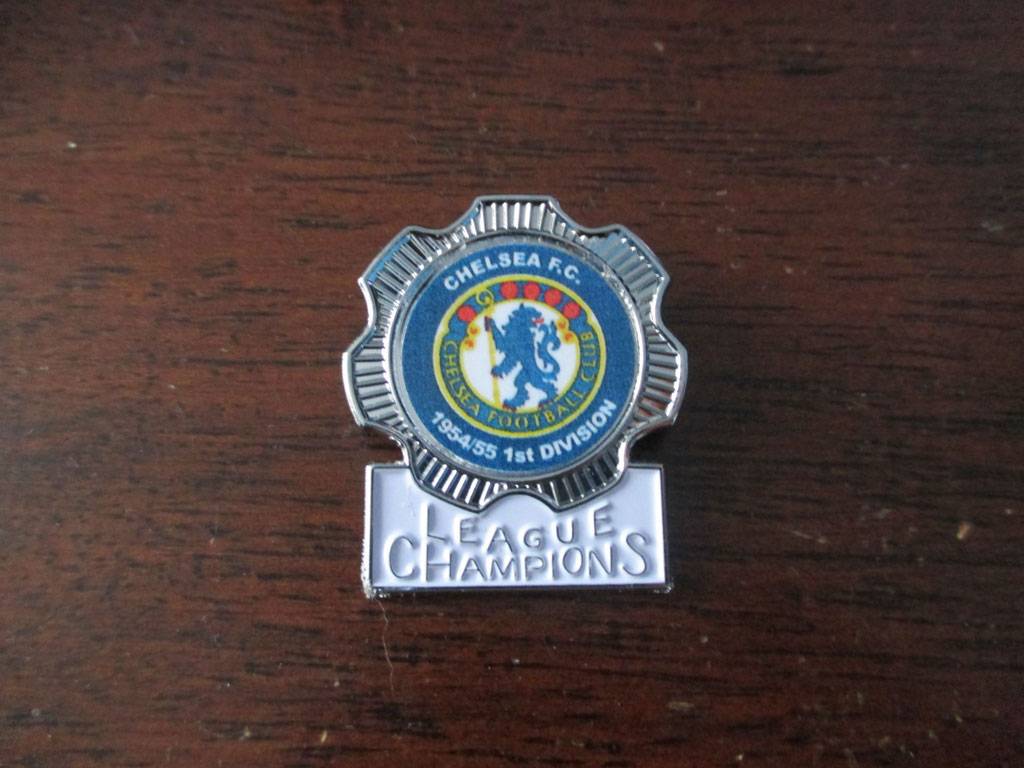 CHELSEA F.C.
CHELSEA FOOTBALL CLUB
1954/55 1st DIVISION
LEAGUE
CHAMPIONS